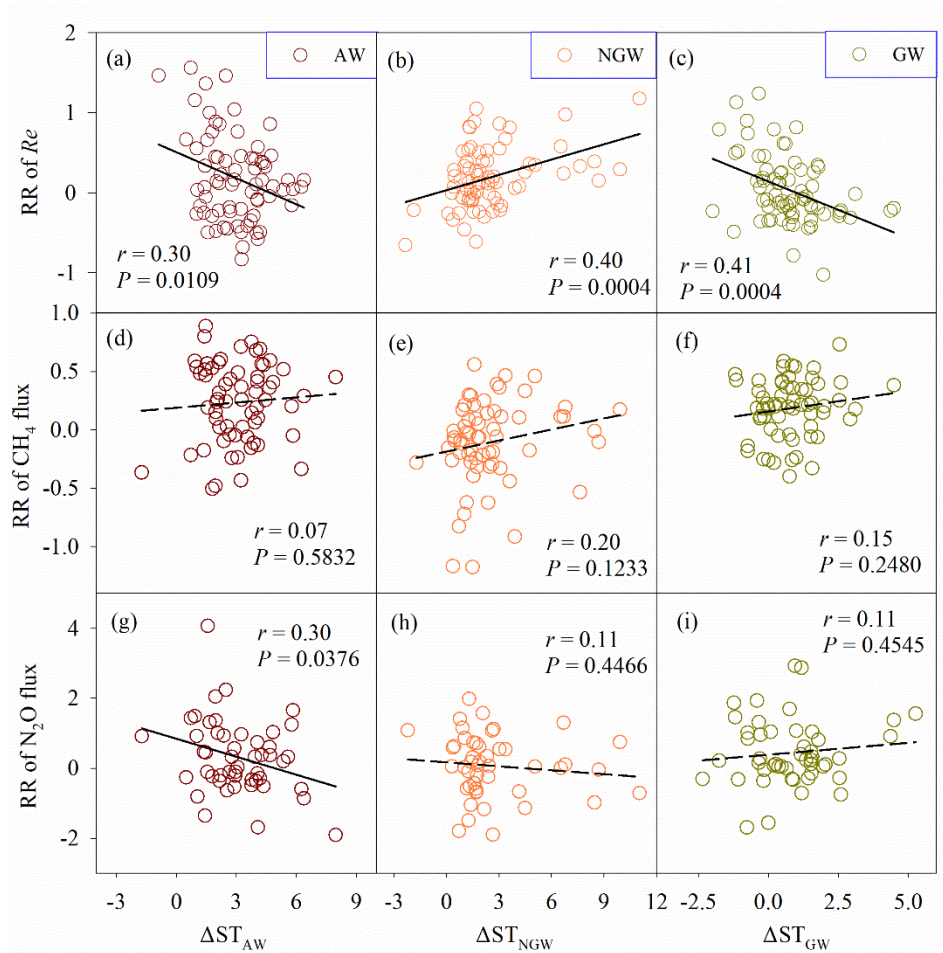 (a)
AW
(b)
NGW
(c)
GW
2
1
0
-1
RR of Re
r = 0.30
P = 0.0109
r = 0.40
P = 0.0004
r = 0.41
P = 0.0004
(d)
(e)
(f)
1.0
0.5
0.0
-0.5
-1.0
RR of CH₄ flux
r = 0.07
P = 0.5832
r = 0.20
P = 0.1233
r = 0.15
P = 0.2480
(g)
(h)
(i)
4
2
0
-2
RR of N₂O flux
r = 0.30
P = 0.0376
r = 0.11
P = 0.4466
r = 0.11
P = 0.4545
-3 0 3 6 9
-3 0 3 6 9 12
-2.5 0.0 2.5 5.0
ΔST_AW
ΔST_NGW
ΔST_GW